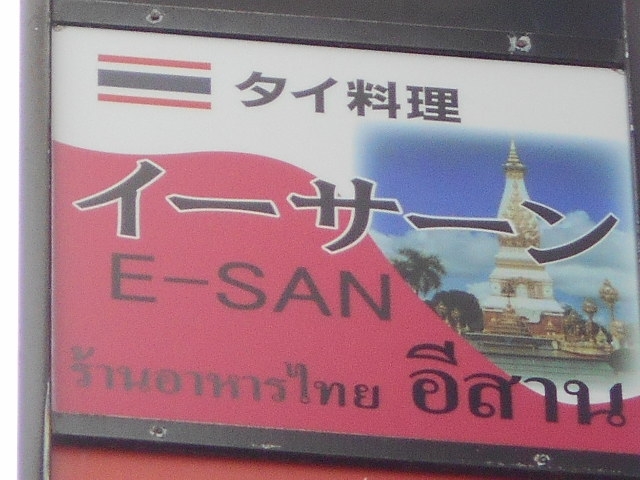 タイ料理
イーサーン
E-SAN
ร้านอาหารไทย อีสาน